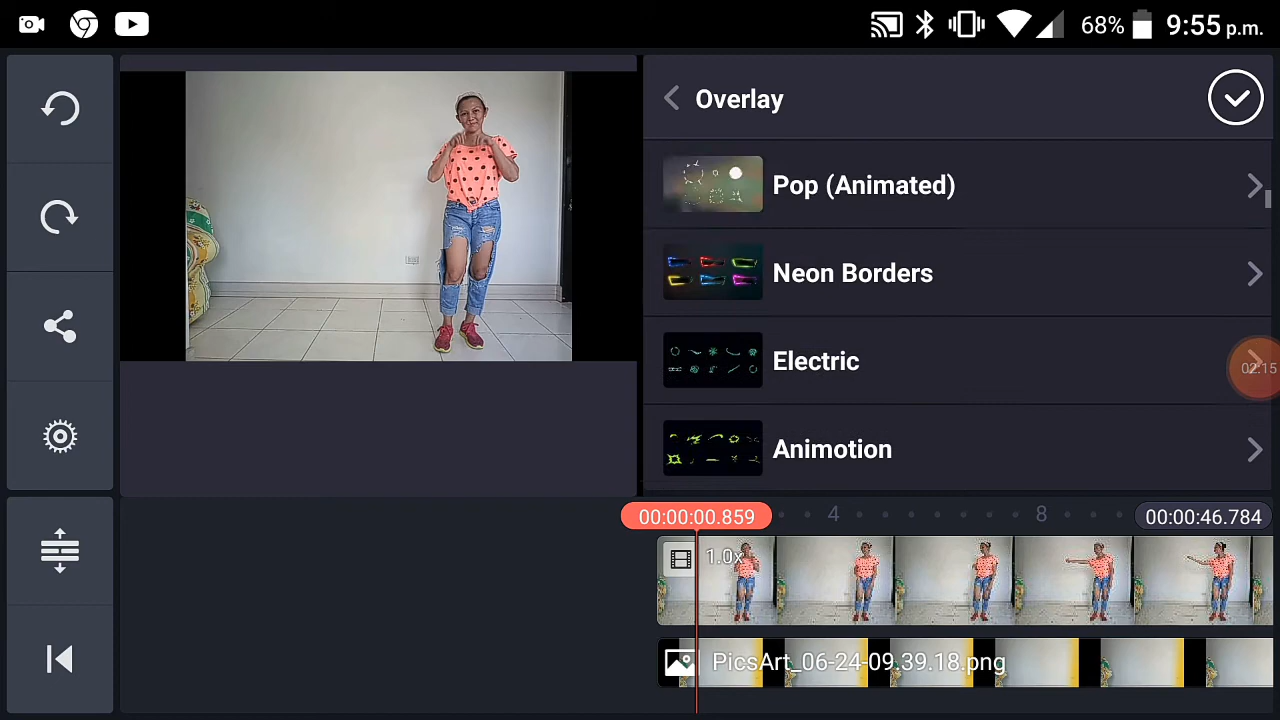 68% 9:55 p.m.
Overlay
Pop (Animated)
Neon Borders
Electric
02:15
Animotion
00:00:00.859 4 8 00:00:46.784
1.0x
PicsArt_06-24-09.39.18.png